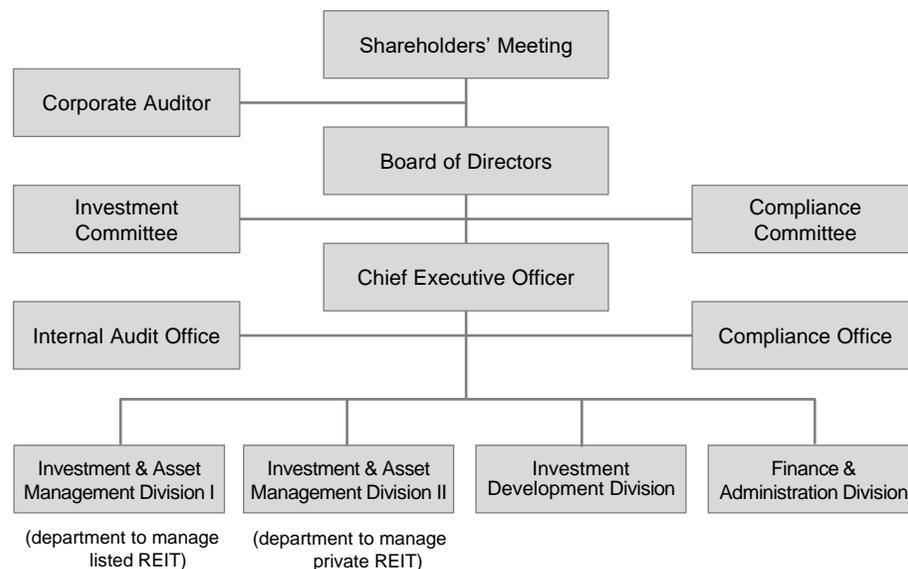 Shareholders’ Meeting
Corporate Auditor
Board of Directors
Investment
Committee
Compliance
Committee
Chief Executive Officer
Internal Audit Office
Compliance Office
Investment & Asset
Management Division I
Investment & Asset
Management Division II
Investment
Development Division
Finance &
Administration Division
(department to manage
listed REIT)
(department to manage
private REIT)